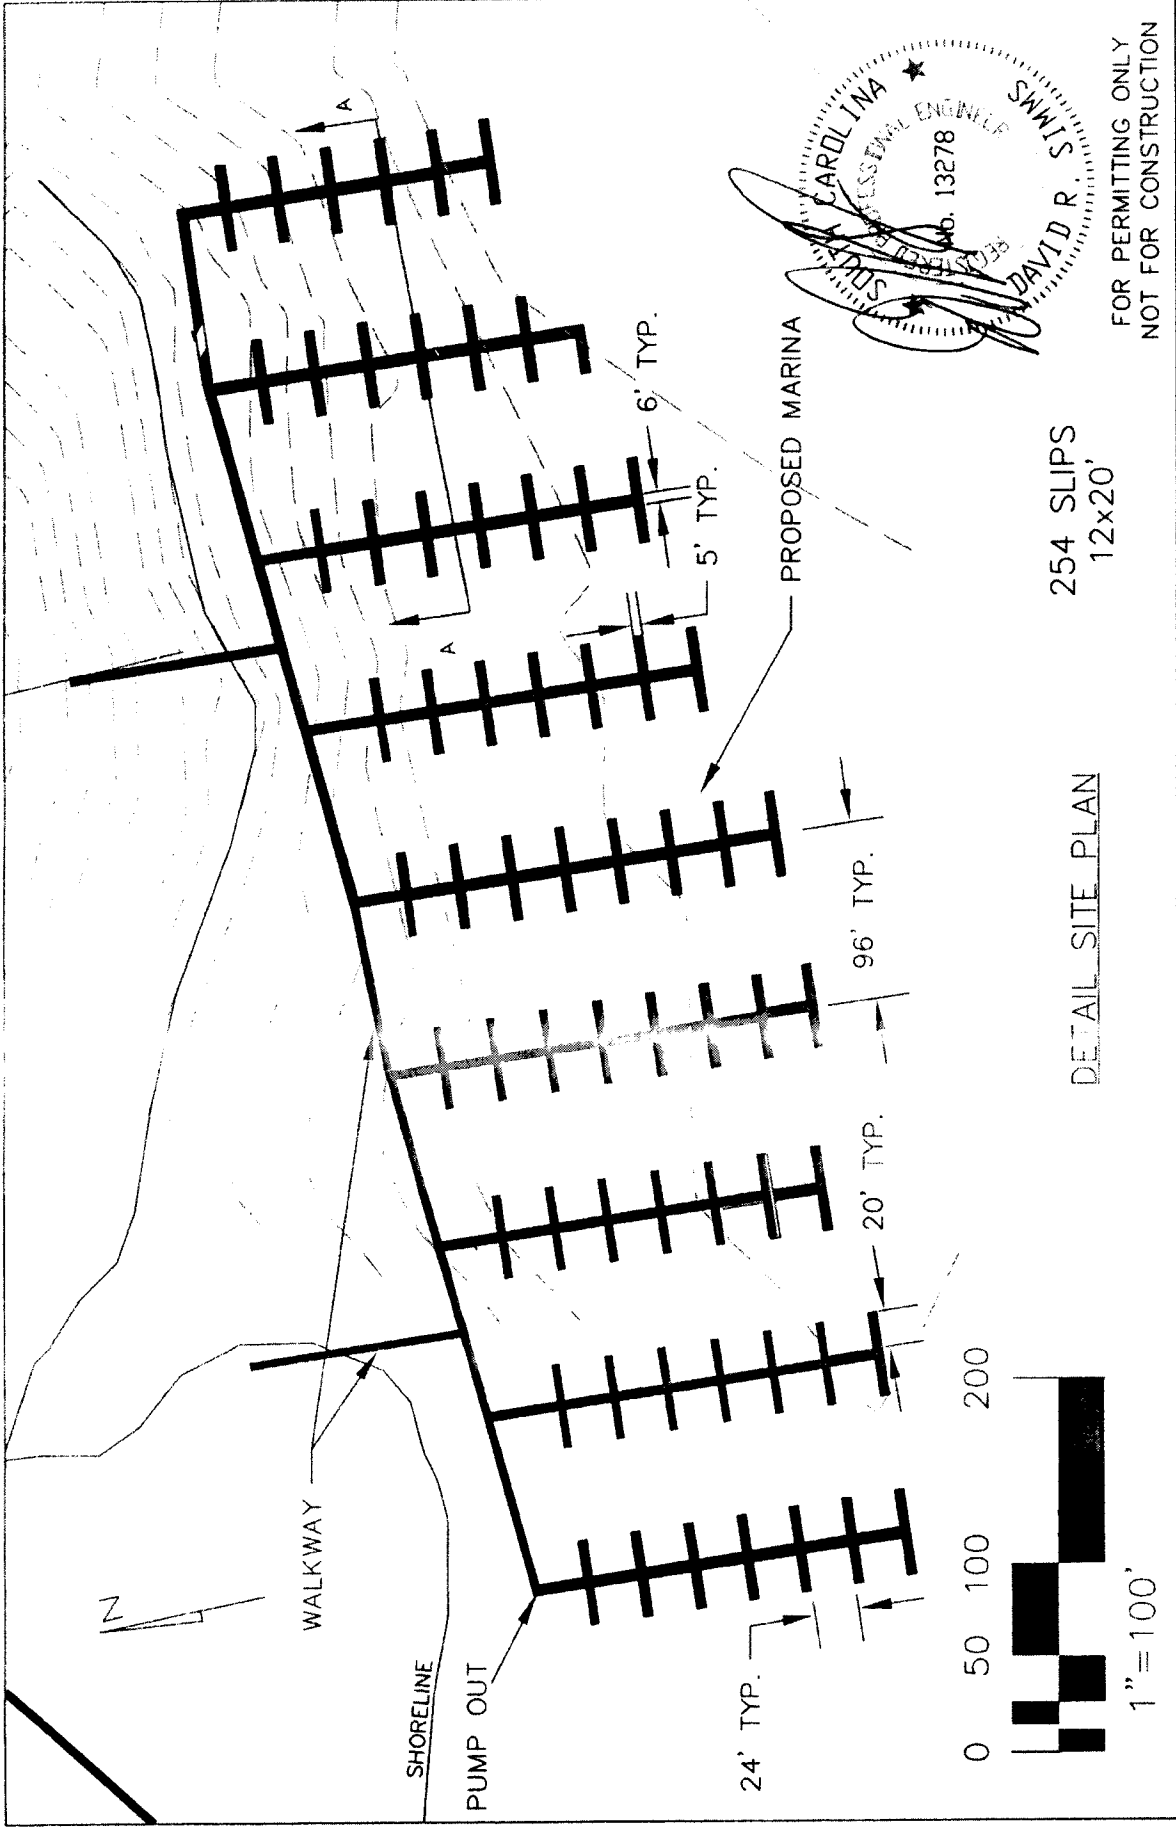 N
WALKWAY
SHORELINE
PUMP OUT
24' TYP.
20' TYP.
96' TYP.
5' TYP.
6' TYP.
A
A
PROPOSED MARINA
0 50 100 200
1"=100'
DETAIL SITE PLAN
254 SLIPS
12x20'
SOUTH CAROLINA
REGISTERED PROFESSIONAL ENGINEER
No. 13278
DAVID R. SIMMS
FOR PERMITTING ONLY
NOT FOR CONSTRUCTION